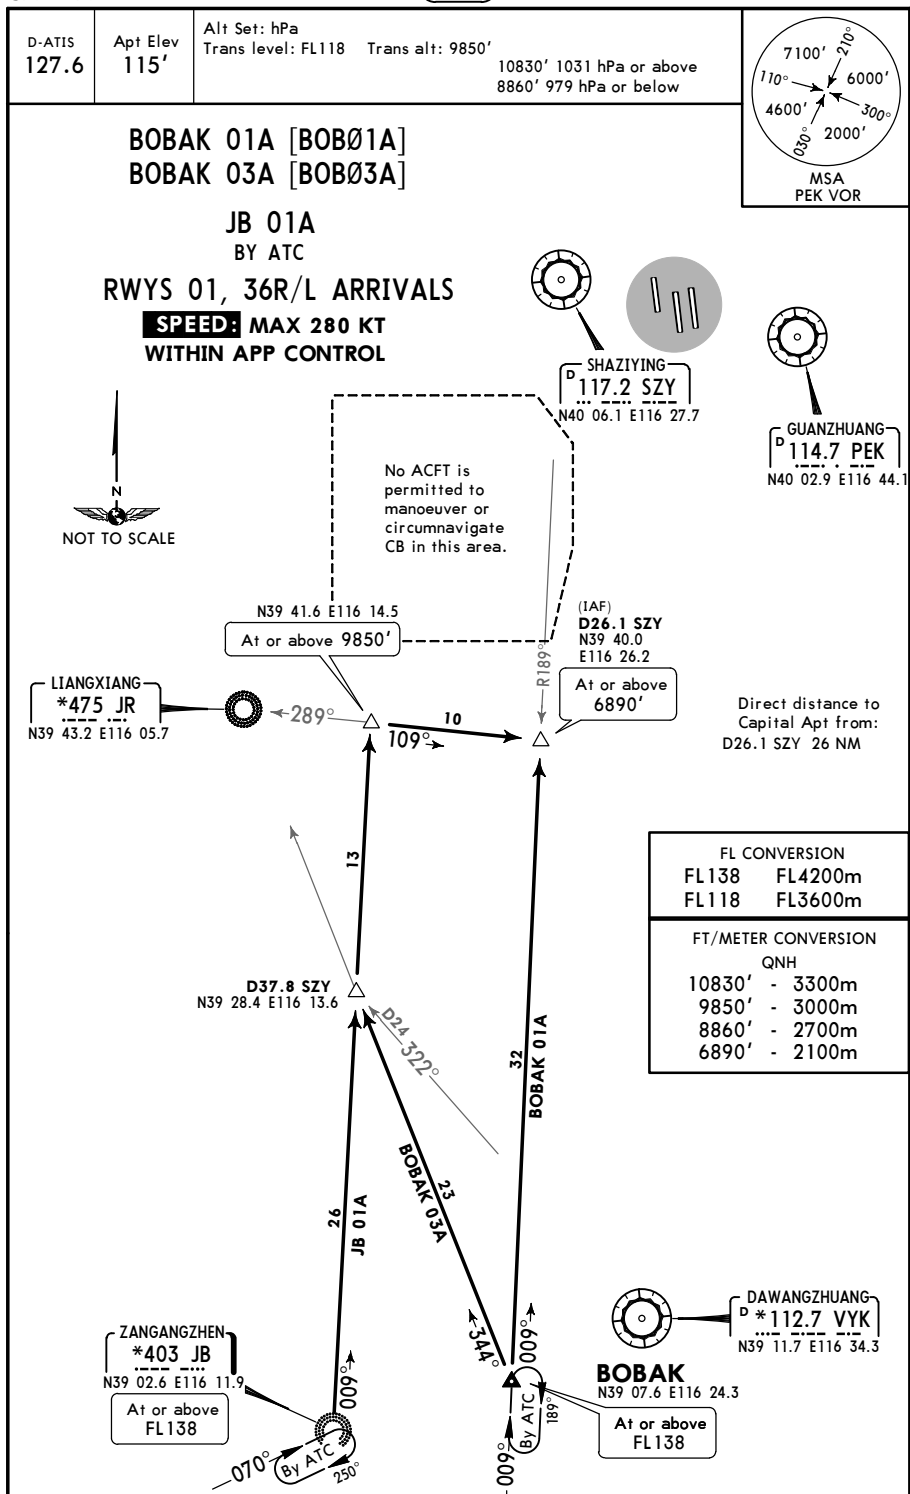 D-ATIS
127.6
Apt Elev
115'
Alt Set: hPa
Trans level: FL118 Trans alt: 9850'
10830' 1031 hPa or above
8860' 979 hPa or below
7100'
210°
110°
6000'
4600'
300°
030°
2000'
MSA
PEK VOR
BOBAK 01A [BOBØ1A]
BOBAK 03A [BOBØ3A]
JB 01A
BY ATC
RWYS 01, 36R/L ARRIVALS
SPEED: MAX 280 KT
WITHIN APP CONTROL
SHAZIYING
D 117.2 SZY
N40 06.1 E116 27.7
GUANZHUANG
D 114.7 PEK
N40 02.9 E116 44.1
N
NOT TO SCALE
No ACFT is
permitted to
manoeuver or
circumnavigate
CB in this area.
N39 41.6 E116 14.5
At or above 9850'
(IAF)
D26.1 SZY
N39 40.0
E116 26.2
At or above
6890'
R189°
LIANGXIANG
*475 JR
N39 43.2 E116 05.7
289°
10
109°
Direct distance to
Capital Apt from:
D26.1 SZY 26 NM
13
FL CONVERSION
FL138 FL4200m
FL118 FL3600m
FT/METER CONVERSION
QNH
10830' - 3300m
9850' - 3000m
8860' - 2700m
6890' - 2100m
D37.8 SZY
N39 28.4 E116 13.6
D24
322°
32
BOBAK 01A
23
BOBAK 03A
26
JB 01A
ZANGANGZHEN
*403 JB
N39 02.6 E116 11.9
At or above
FL138
009°
070°
By ATC
250°
344°
009°
DAWANGZHUANG
D *112.7 VYK
N39 11.7 E116 34.3
BOBAK
N39 07.6 E116 24.3
At or above
FL138
By ATC
189°
009°